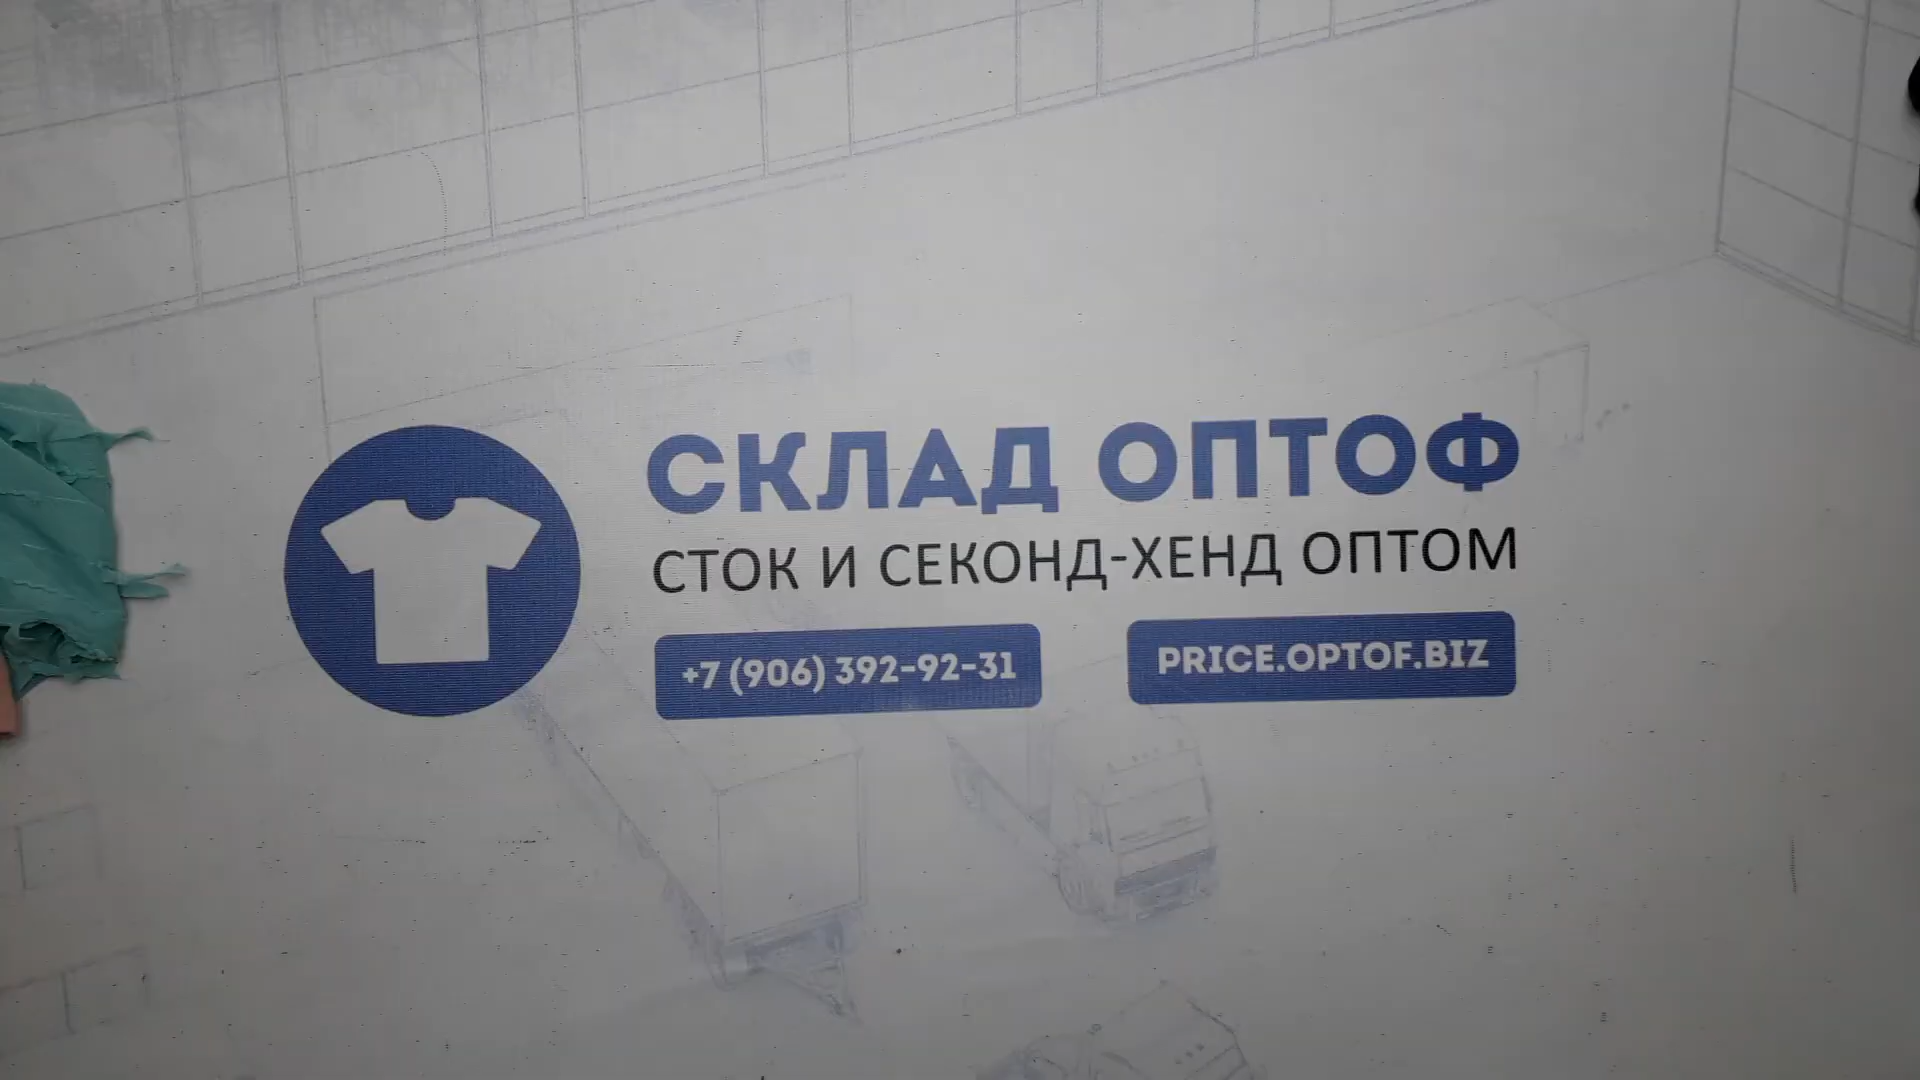 СКЛАД ОПТОФ
СТОК И СЕКОНД-ХЕНД ОПТОМ
+7 (906) 392-92-31
PRICE.OPTOF.BIZ